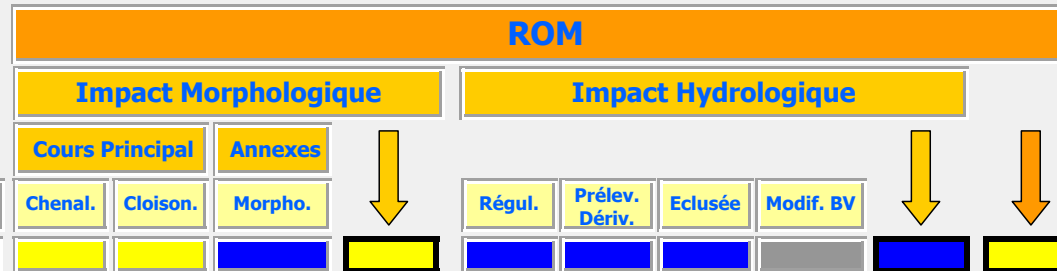 ROM
Impact Morphologique
Impact Hydrologique
Cours Principal
Annexes
Chenal.
Cloison.
Morpho.
Régul.
Prélev.
Dériv.
Eclusée
Modif. BV